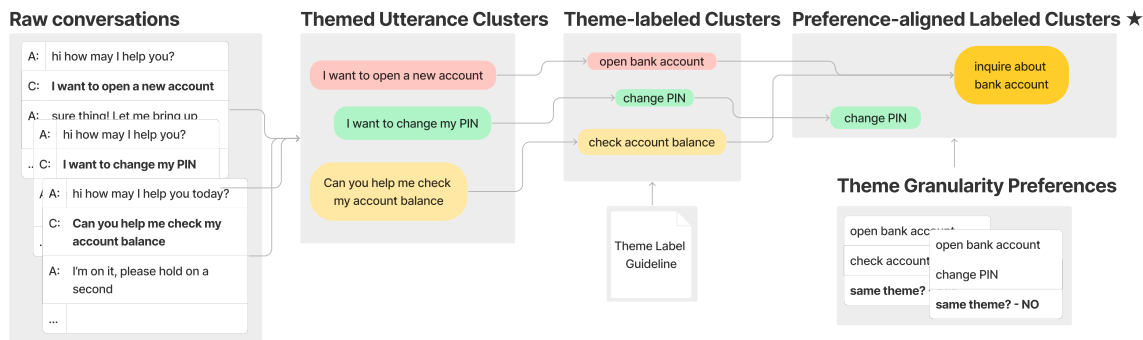 Raw conversations
A: hi how may I help you?
C: I want to open a new account
A: sure thing! Let me bring up
..
A: hi how may I help you?
C: I want to change my PIN
A: hi how may I help you today?
C: Can you help me check my
account balance
A: I'm on it, please hold on a
second
...
Themed Utterance Clusters
I want to open a new account
I want to change my PIN
Can you help me check
my account balance
Theme-labeled Clusters
open bank account
change PIN
check account balance
Theme Label
Guideline
Preference-aligned Labeled Clusters ★
inquire about
bank account
change PIN
Theme Granularity Preferences
open bank account
check account
same theme? -
open bank account
change PIN
same theme? - NO